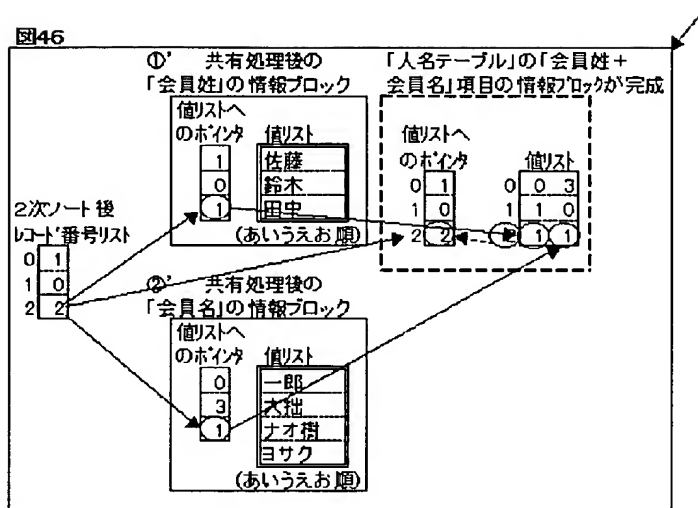 図46
①’ 共有処理後の
「会員姓」の情報ブロック
値リストへ
のポインタ 値リスト
1 佐藤
0 鈴木
1 田中
(あいうえお順)
「人名テーブル」の「会員姓+
会員名」項目の情報ブロックが完成
値リストへ
のポインタ 値リスト
0 1 0 0 3
1 0 1 1 0
2 2 2 1 1
2次ソート後
レコード番号リスト
0 1
1 0
2 2
②’ 共有処理後の
「会員名」の情報ブロック
値リストへ
のポインタ 値リスト
0 一郎
3 大拙
1 ナオ樹
ヨサク
(あいうえお順)